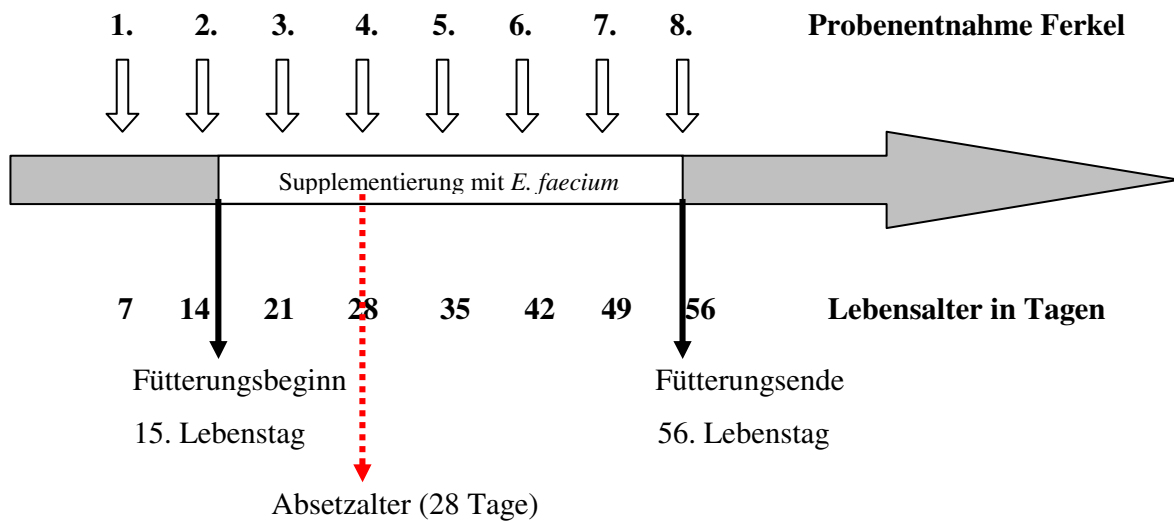 1. 2. 3. 4. 5. 6. 7. 8. Probenentnahme Ferkel
Supplementierung mit E. faecium
7 14 21 28 35 42 49 56 Lebensalter in Tagen
Fütterungsbeginn
15. Lebenstag
Fütterungsende
56. Lebenstag
Absetzalter (28 Tage)